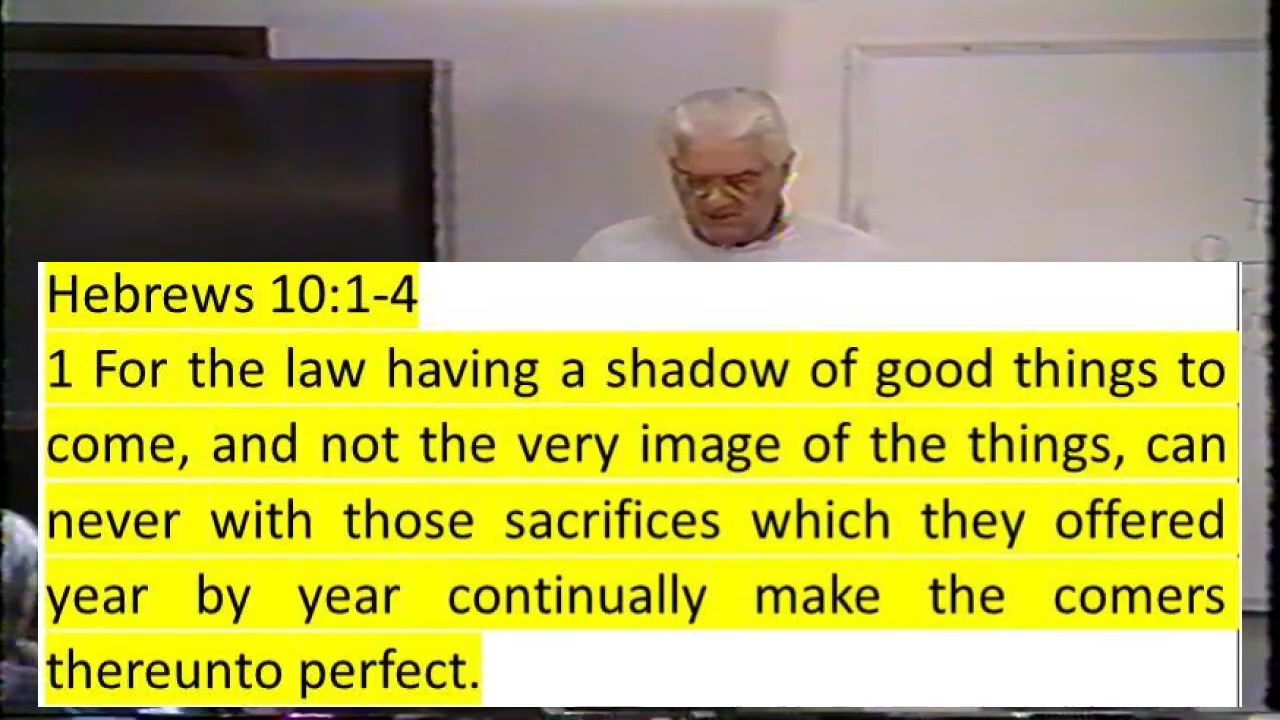 Hebrews 10:1-4
1 For the law having a shadow of good things to
come, and not the very image of the things, can
never with those sacrifices which they offered
year by year continually make the comers
thereunto perfect.